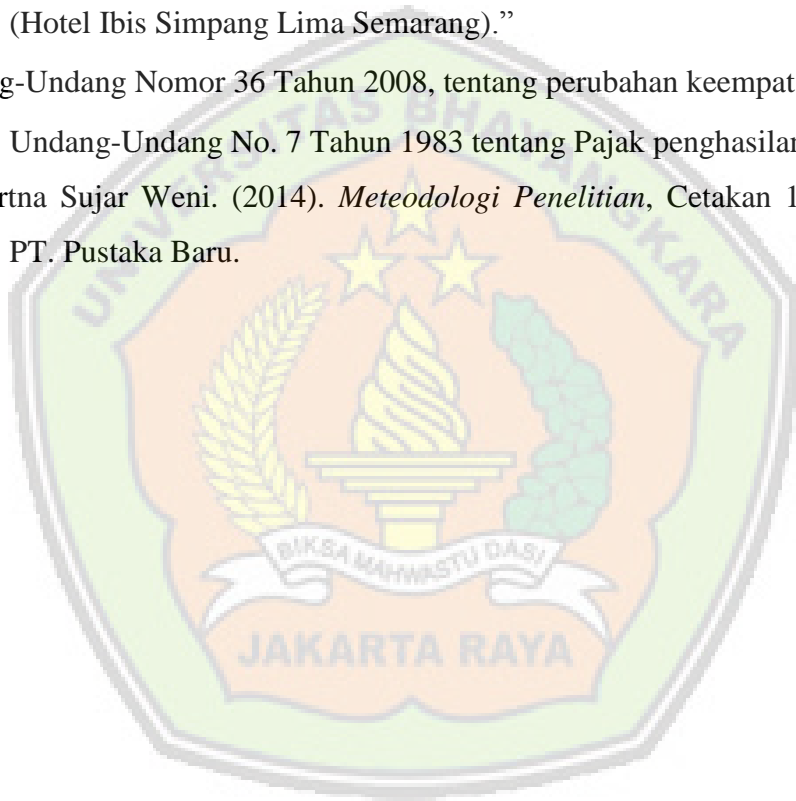 (Hotel Ibis Simpang Lima Semarang).”
g-Undang Nomor 36 Tahun 2008, tentang perubahan keempat
Undang-Undang No. 7 Tahun 1983 tentang Pajak penghasilan
rtna Sujar Weni. (2014). Meteodologi Penelitian, Cetakan 1
PT. Pustaka Baru.
UNIVERSITAS BHAYANGKARA
BIKSA MAHWASTU DASI
JAKARTA RAYA